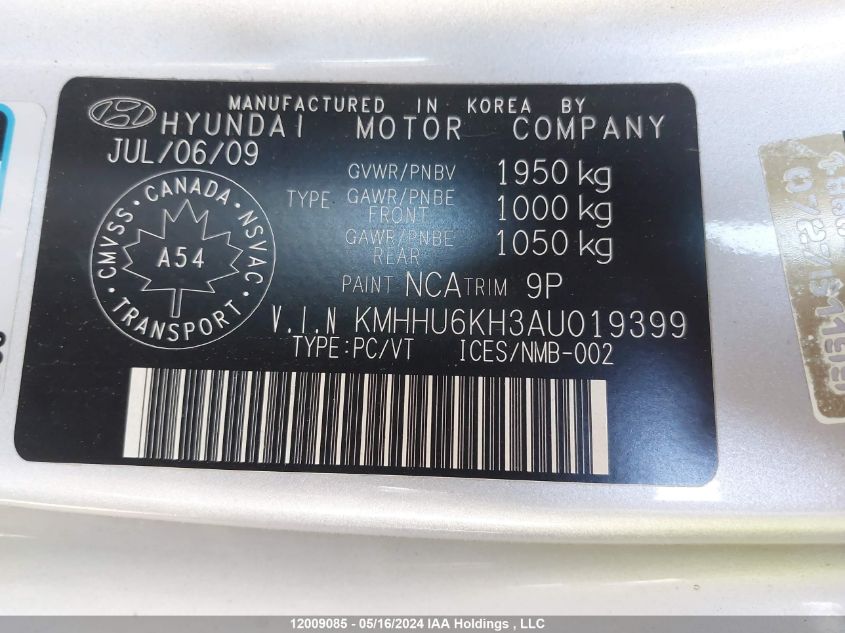 MANUFACTURED IN KOREA BY
HYUNDAI MOTOR COMPANY
JUL/06/09
GVWR/PNBV 1950 kg
TYPE GAWR/PNBE FRONT 1000 kg
GAWR/PNBE REAR 1050 kg
CMVSS · CANADA · NSVAC
A54
TRANSPORT
PAINT NCA TRIM 9P
V.I.N KMHHU6KH3AU019399
TYPE:PC/VT ICES/NMB-002
12009085 - 05/16/2024 IAA Holdings , LLC